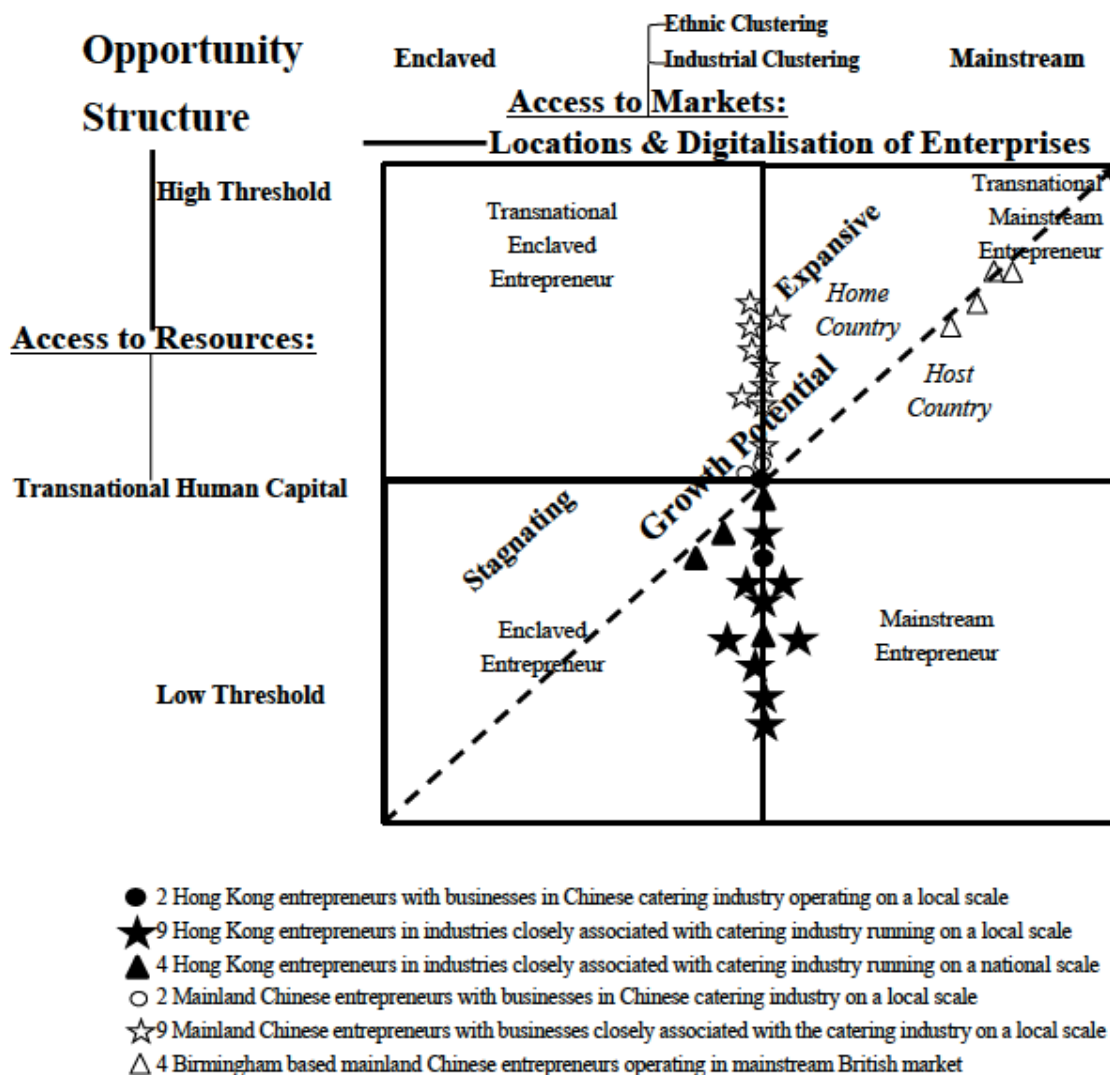 Opportunity
Structure
Enclaved
Ethnic Clustering
Industrial Clustering
Mainstream
Access to Markets:
Locations & Digitalisation of Enterprises
High Threshold
Transnational
Enclaved
Entrepreneur
Transnational
Mainstream
Entrepreneur
Expansive
Home
Country
Access to Resources:
Host
Country
Growth Potential
Transnational Human Capital
Stagnating
Enclaved
Entrepreneur
Mainstream
Entrepreneur
Low Threshold
2 Hong Kong entrepreneurs with businesses in Chinese catering industry operating on a local scale
9 Hong Kong entrepreneurs in industries closely associated with catering industry running on a local scale
4 Hong Kong entrepreneurs in industries closely associated with catering industry running on a national scale
2 Mainland Chinese entrepreneurs with businesses in Chinese catering industry on a local scale
9 Mainland Chinese entrepreneurs with businesses closely associated with the catering industry on a local scale
4 Birmingham based mainland Chinese entrepreneurs operating in mainstream British market